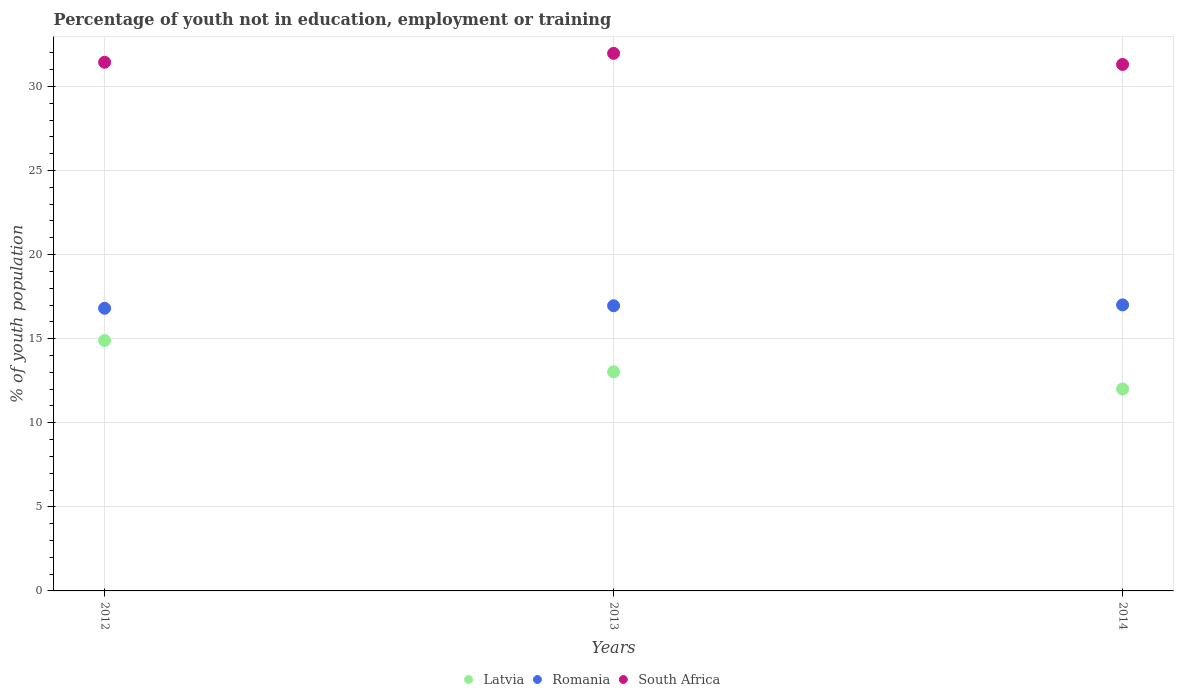 Percentage of youth not in education, employment or training
% of youth population
30
25
20
15
10
5
0
2012
2013
2014
Years
Latvia
Romania
South Africa